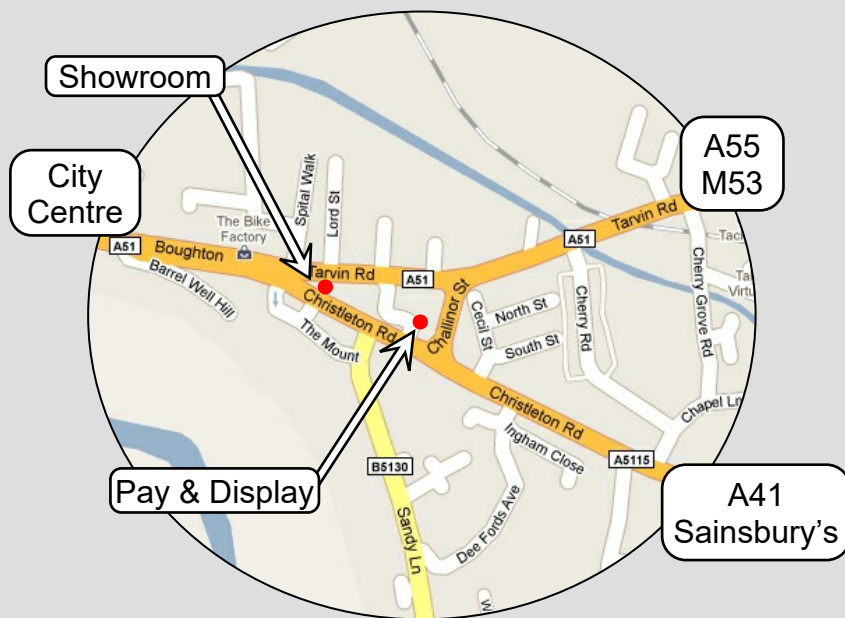 Showroom
City
Centre
A55
M53
Spital Walk
Lord St
The Bike
Factory
Tarvin Rd
A51
Tach
A51
Boughton
Tarvin Rd
A51
Barrel Well Hill
Christleton Rd
The Mount
Challinor St
Cecil St
North St
South St
Cherry Rd
Cherry Grove Rd
Chapel Ln
Christleton Rd
Ingham Close
A5115
B5130
Pay & Display
Sandy Ln
Dee Fords Ave
A41
Sainsbury's
W